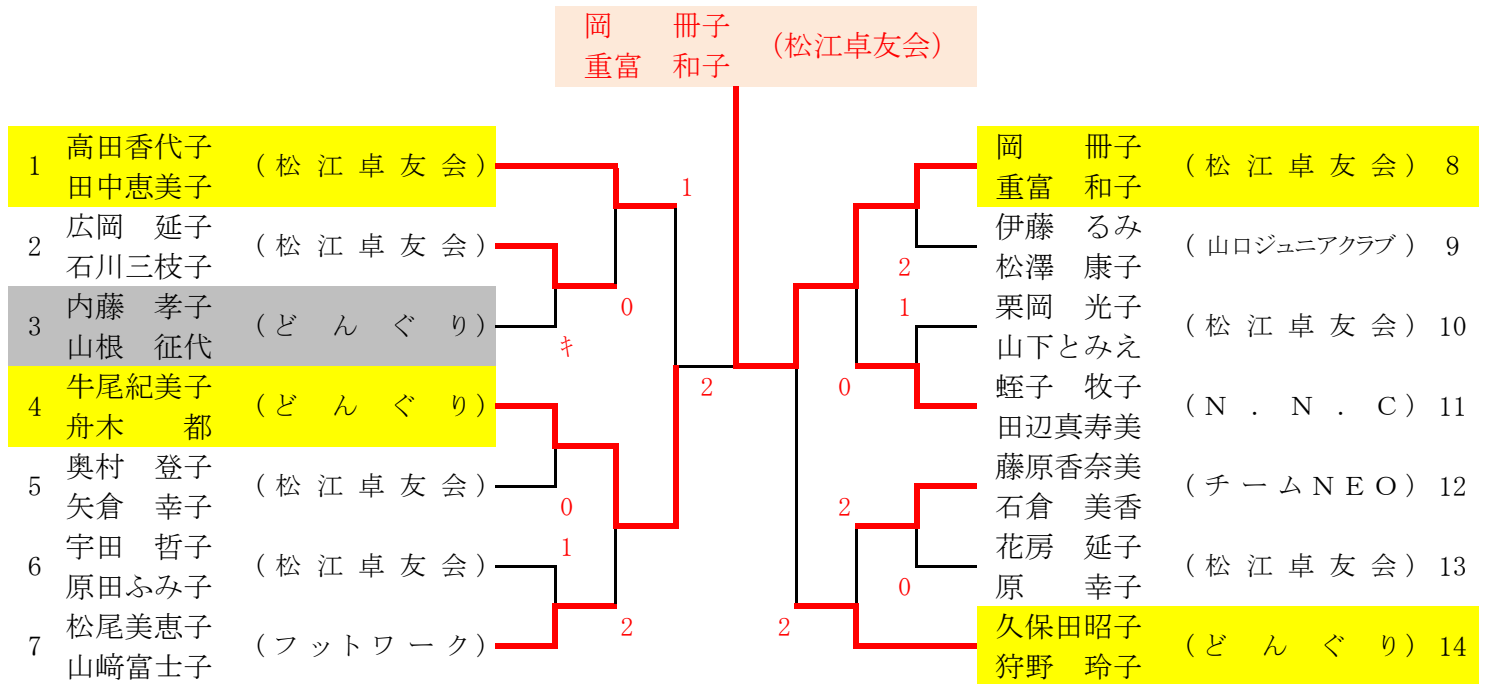 岡　　冊子
重富　和子
(松江卓友会)
1 高田香代子 田中恵美子 (松江卓友会)
2 広岡　延子 石川三枝子 (松江卓友会)
3 内藤　孝子 山根　征代 (どんぐり)
4 牛尾紀美子 舟木　　都 (どんぐり)
5 奥村　登子 矢倉　幸子 (松江卓友会)
6 宇田　哲子 原田ふみ子 (松江卓友会)
7 松尾美恵子 山﨑富士子 (フットワーク)
1
0
ｷ
2
0
1
2
岡　　冊子 重富　和子 (松江卓友会) 8
伊藤　るみ 松澤　康子 (山口ジュニアクラブ) 9
栗岡　光子 山下とみえ (松江卓友会) 10
蛭子　牧子 田辺真寿美 (N．N．C) 11
藤原香奈美 石倉　美香 (チームNEO) 12
花房　延子 原　　幸子 (松江卓友会) 13
久保田昭子 狩野　玲子 (どんぐり) 14
2
1
0
2
0
2